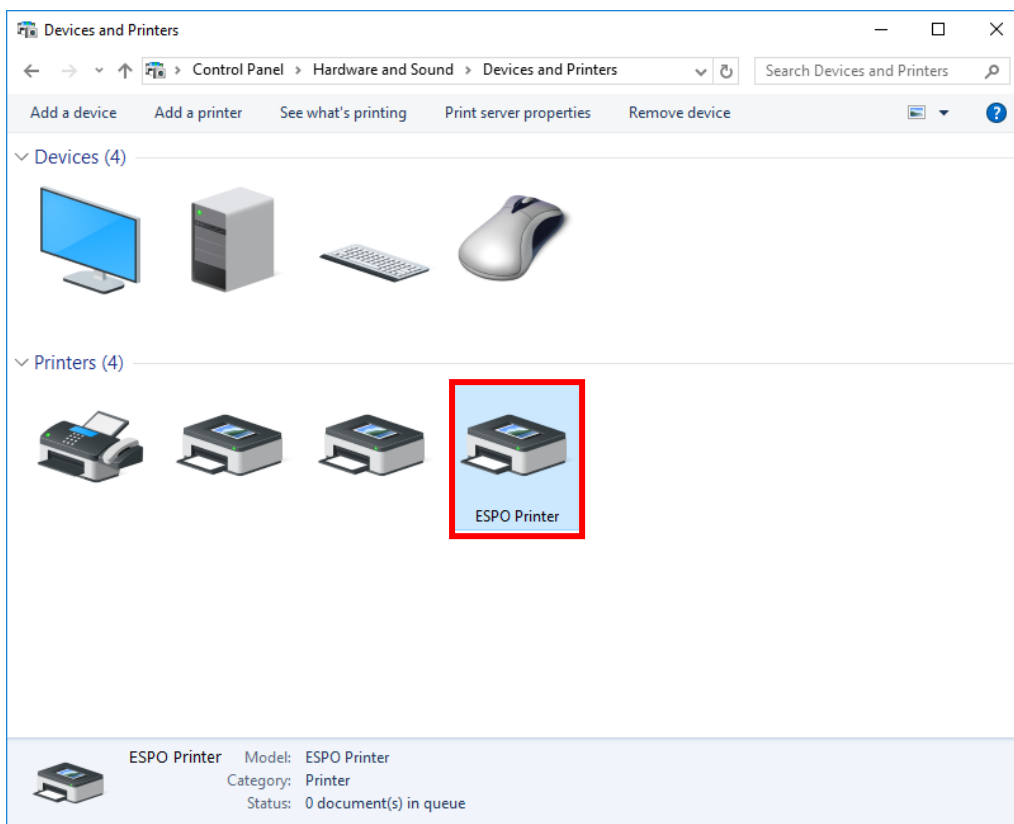 Devices and Printers
Control Panel > Hardware and Sound > Devices and Printers
Search Devices and Printers
Add a device Add a printer See what's printing Print server properties Remove device
Devices (4)
Printers (4)
ESPO Printer
ESPO Printer Model: ESPO Printer
Category: Printer
Status: 0 document(s) in queue